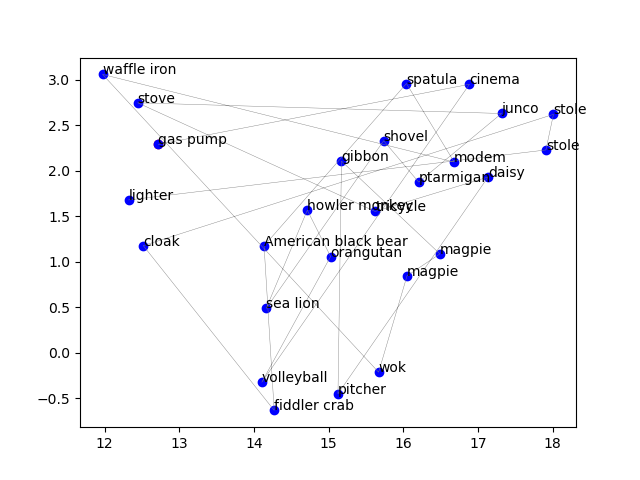 waffle iron
spatula
cinema
stove
junco
stole
gas pump
shovel
stole
gibbon
modem
ptarmigan
daisy
lighter
howler monkey
tricycle
cloak
American black bear
orangutan
magpie
magpie
sea lion
volleyball
wok
pitcher
fiddler crab
3.0
2.5
2.0
1.5
1.0
0.5
0.0
−0.5
12 13 14 15 16 17 18